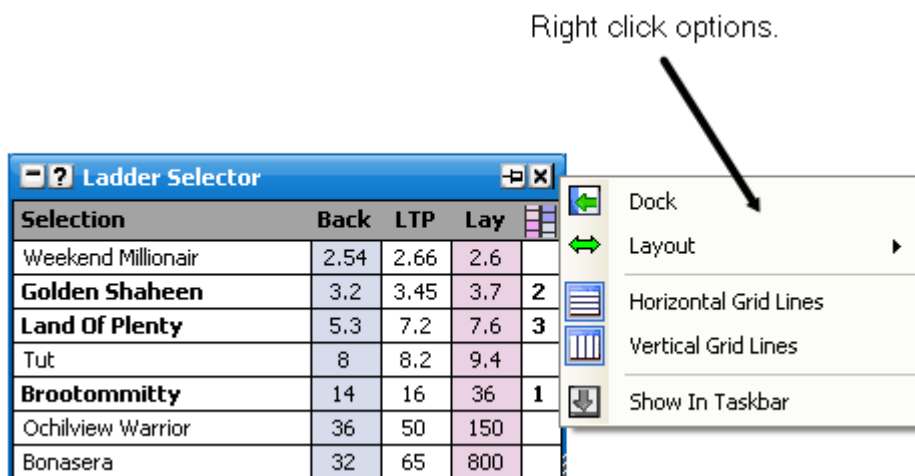 Right click options.
? Ladder Selector
Selection Back LTP Lay
Weekend Millionair 2.54 2.66 2.6
Golden Shaheen 3.2 3.45 3.7 2
Land Of Plenty 5.3 7.2 7.6 3
Tut 8 8.2 9.4
Brootommitty 14 16 36 1
Ochilview Warrior 36 50 150
Bonasera 32 65 800
Dock
Layout
Horizontal Grid Lines
Vertical Grid Lines
Show In Taskbar